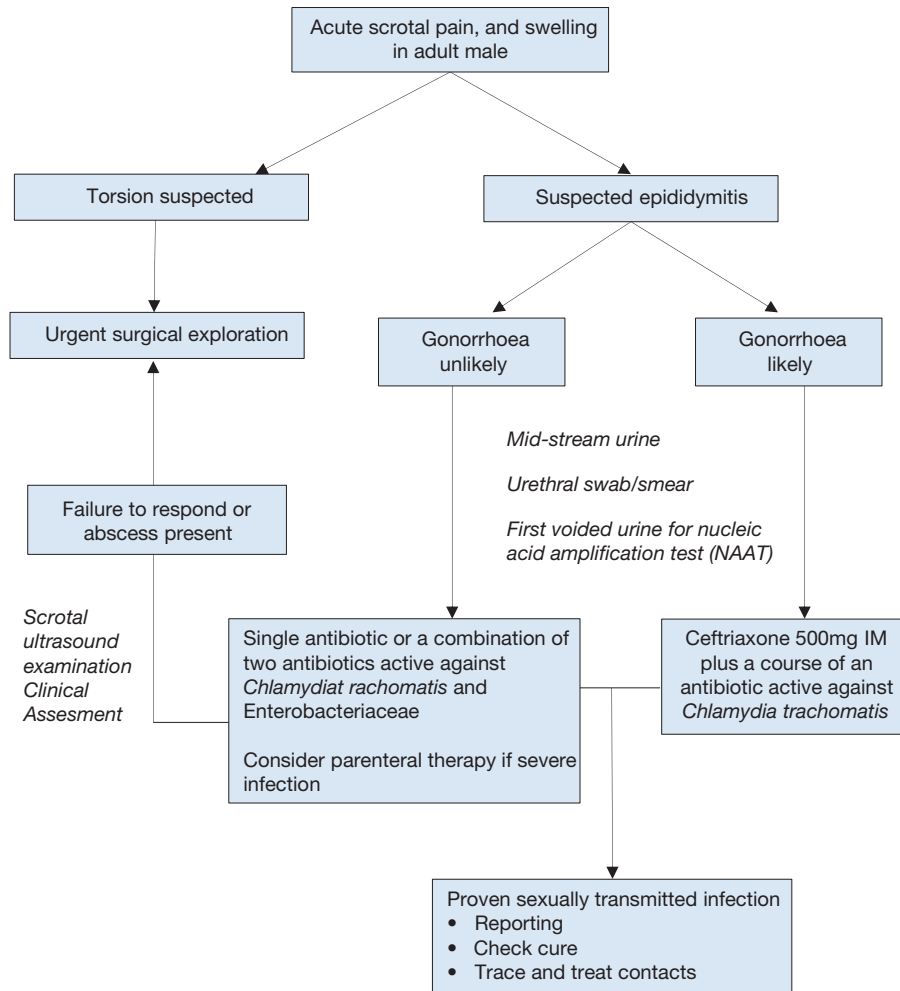 Acute scrotal pain, and swelling
in adult male
Torsion suspected
Suspected epididymitis
Urgent surgical exploration
Gonorrhoea
unlikely
Gonorrhoea
likely
Mid-stream urine
Urethral swab/smear
First voided urine for nucleic
acid amplification test (NAAT)
Failure to respond or
abscess present
Scrotal
ultrasound
examination
Clinical
Assesment
Single antibiotic or a combination of
two antibiotics active against
Chlamydiat rachomatis and
Enterobacteriaceae
Consider parenteral therapy if severe
infection
Ceftriaxone 500mg IM
plus a course of an
antibiotic active against
Chlamydia trachomatis
Proven sexually transmitted infection
• Reporting
• Check cure
• Trace and treat contacts